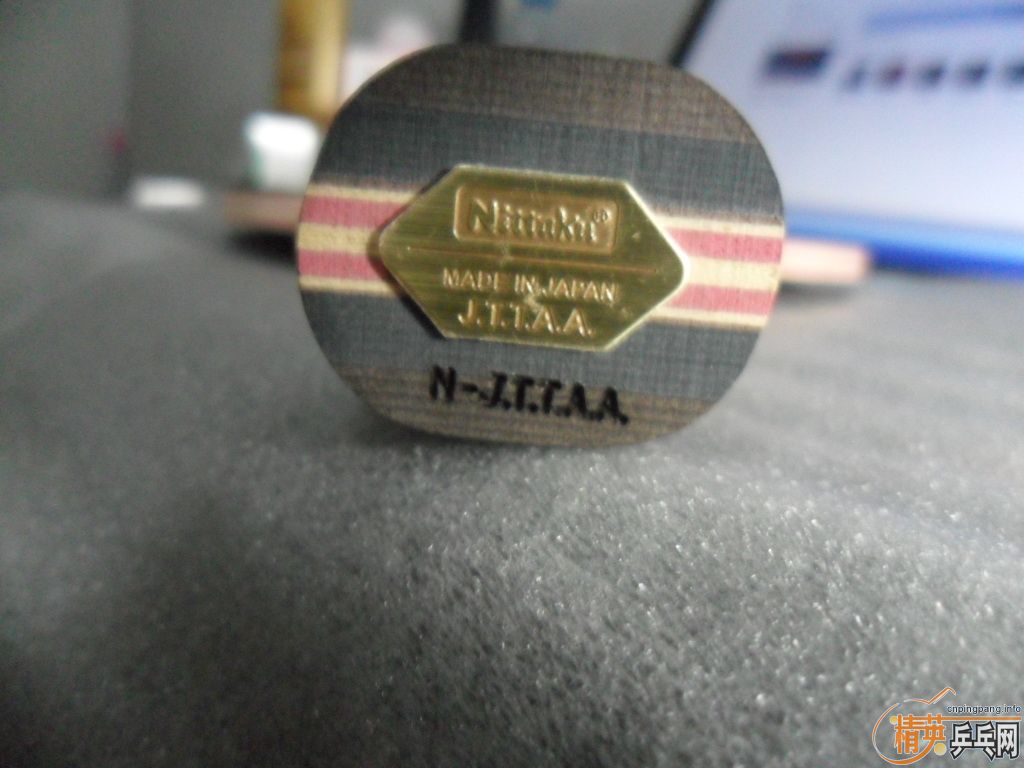 Nittaku®
MADE IN JAPAN
J.T.T.A.A.
N-J.T.T.A.A.
cnpingpang.info
精英乒乓网